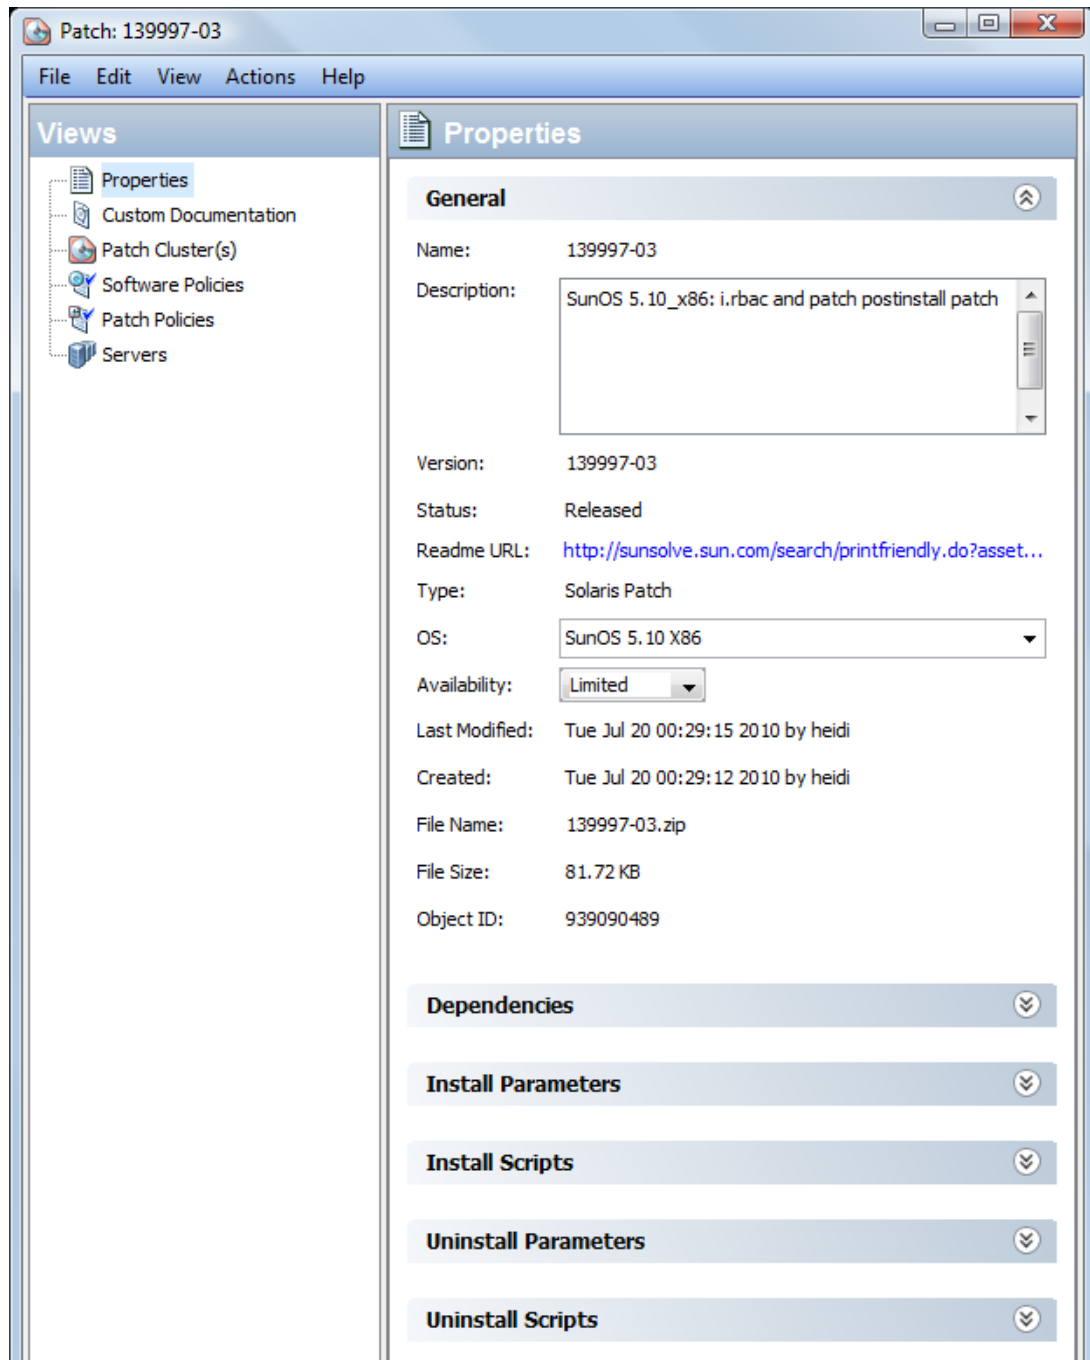 Patch: 139997-03
File Edit View Actions Help
Views
Properties
Custom Documentation
Patch Cluster(s)
Software Policies
Patch Policies
Servers
Properties
General
Name: 139997-03
Description: SunOS 5.10_x86: i.rbac and patch postinstall patch
Version: 139997-03
Status: Released
Readme URL: http://sunsolve.sun.com/search/printfriendly.do?asset...
Type: Solaris Patch
OS: SunOS 5.10 X86
Availability: Limited
Last Modified: Tue Jul 20 00:29:15 2010 by heidi
Created: Tue Jul 20 00:29:12 2010 by heidi
File Name: 139997-03.zip
File Size: 81.72 KB
Object ID: 939090489
Dependencies
Install Parameters
Install Scripts
Uninstall Parameters
Uninstall Scripts